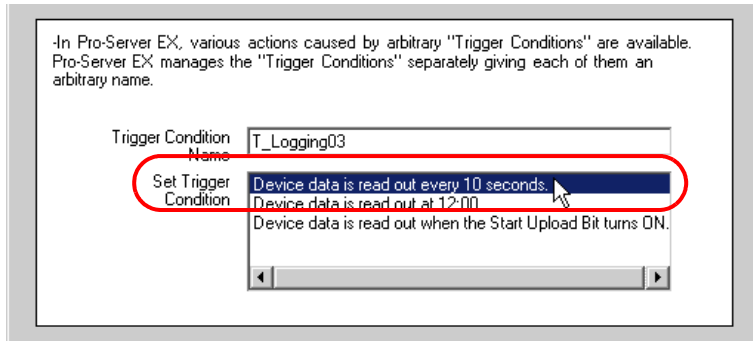 -In Pro-Server EX, various actions caused by arbitrary "Trigger Conditions" are available.
Pro-Server EX manages the "Trigger Conditions" separately giving each of them an
arbitrary name.
Trigger Condition
Name
T_Logging03
Set Trigger
Condition
Device data is read out every 10 seconds.
Device data is read out at 12:00
Device data is read out when the Start Upload Bit turns ON.